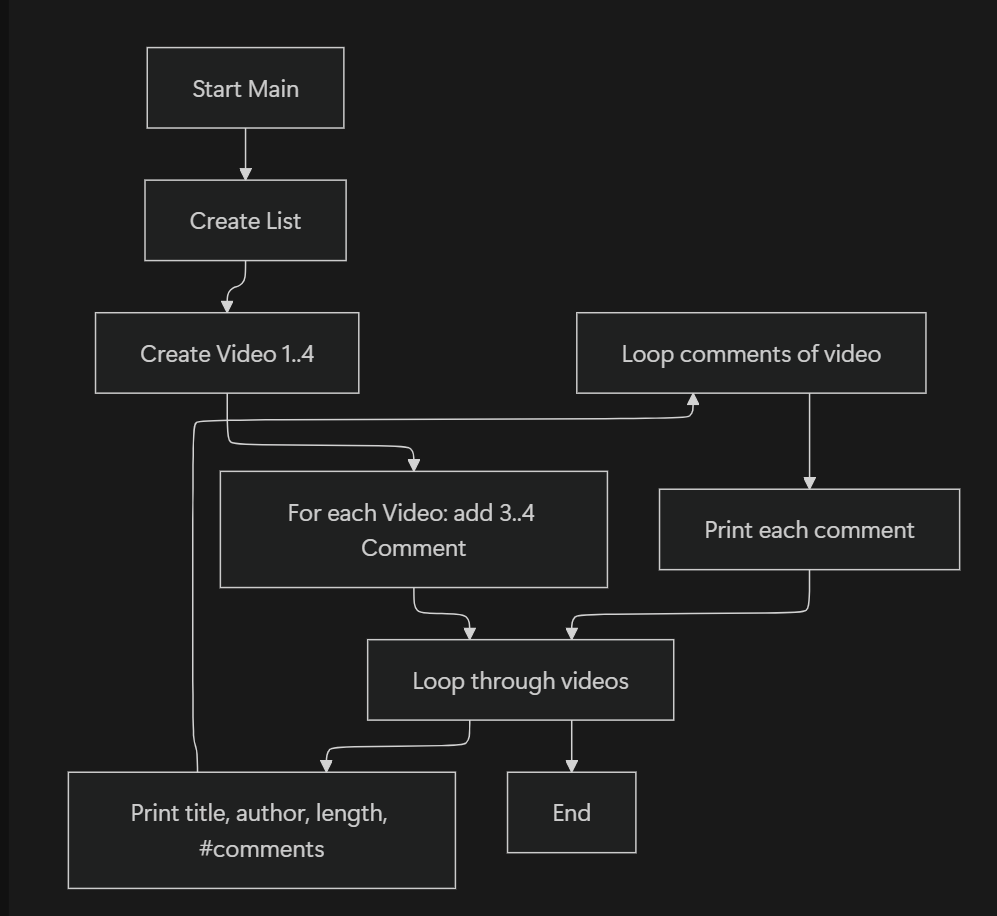 Start Main
Create List
Create Video 1..4
Loop comments of video
For each Video: add 3..4
Comment
Print each comment
Loop through videos
Print title, author, length,
#comments
End